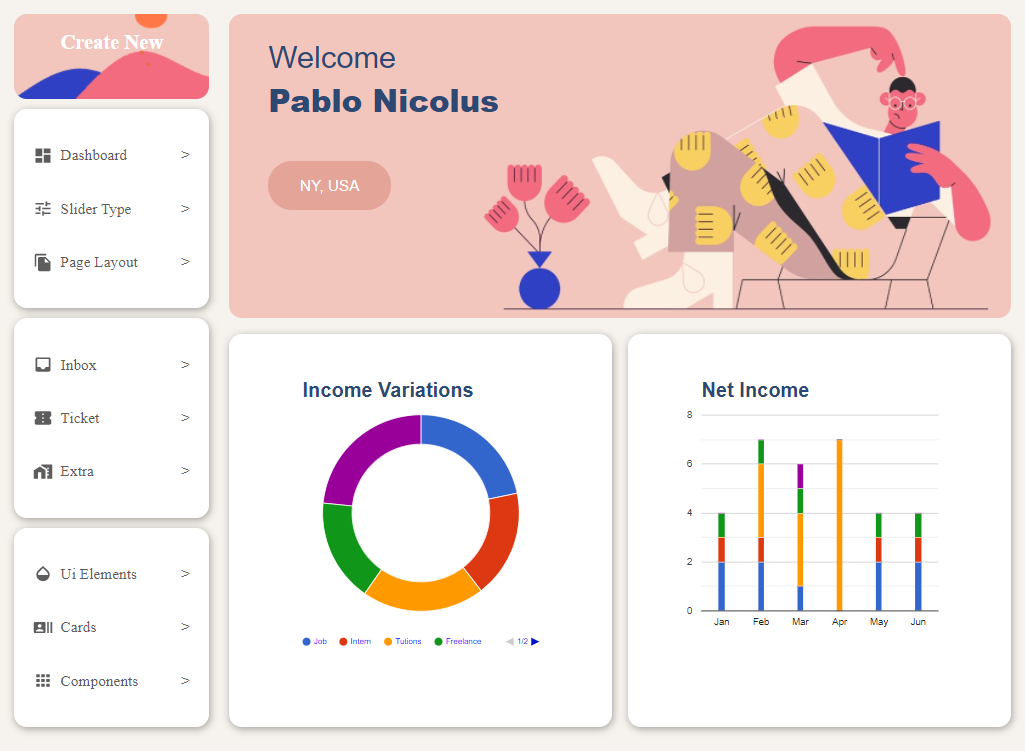 Create New
Dashboard >
Slider Type >
Page Layout >
Inbox >
Ticket >
Extra >
Ui Elements >
Cards >
Components >
Welcome
Pablo Nicolus
NY, USA
Income Variations
Job Intern Tutions Freelance 1/2
Net Income
8
6
4
2
0
Jan Feb Mar Apr May Jun